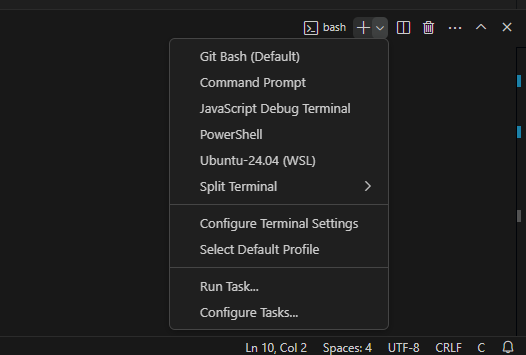 bash
Git Bash (Default)
Command Prompt
JavaScript Debug Terminal
PowerShell
Ubuntu-24.04 (WSL)
Split Terminal
Configure Terminal Settings
Select Default Profile
Run Task...
Configure Tasks...
Ln 10, Col 2 Spaces: 4 UTF-8 CRLF C